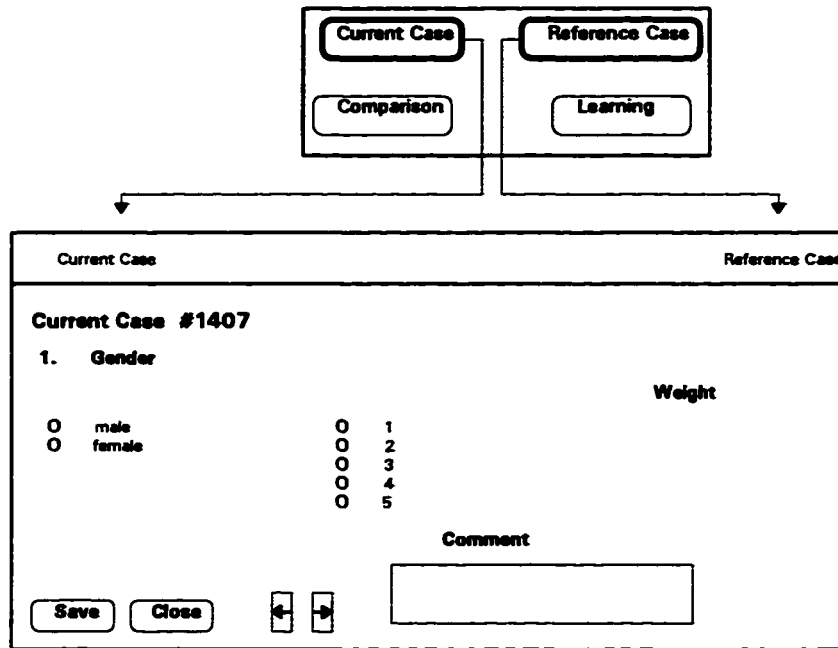 Current Case Reference Case
Comparison Learning
Current Case Reference Case
Current Case #1407
1. Gender
Weight
O male O 1
O female O 2
O 3
O 4
O 5
Comment
Save Close